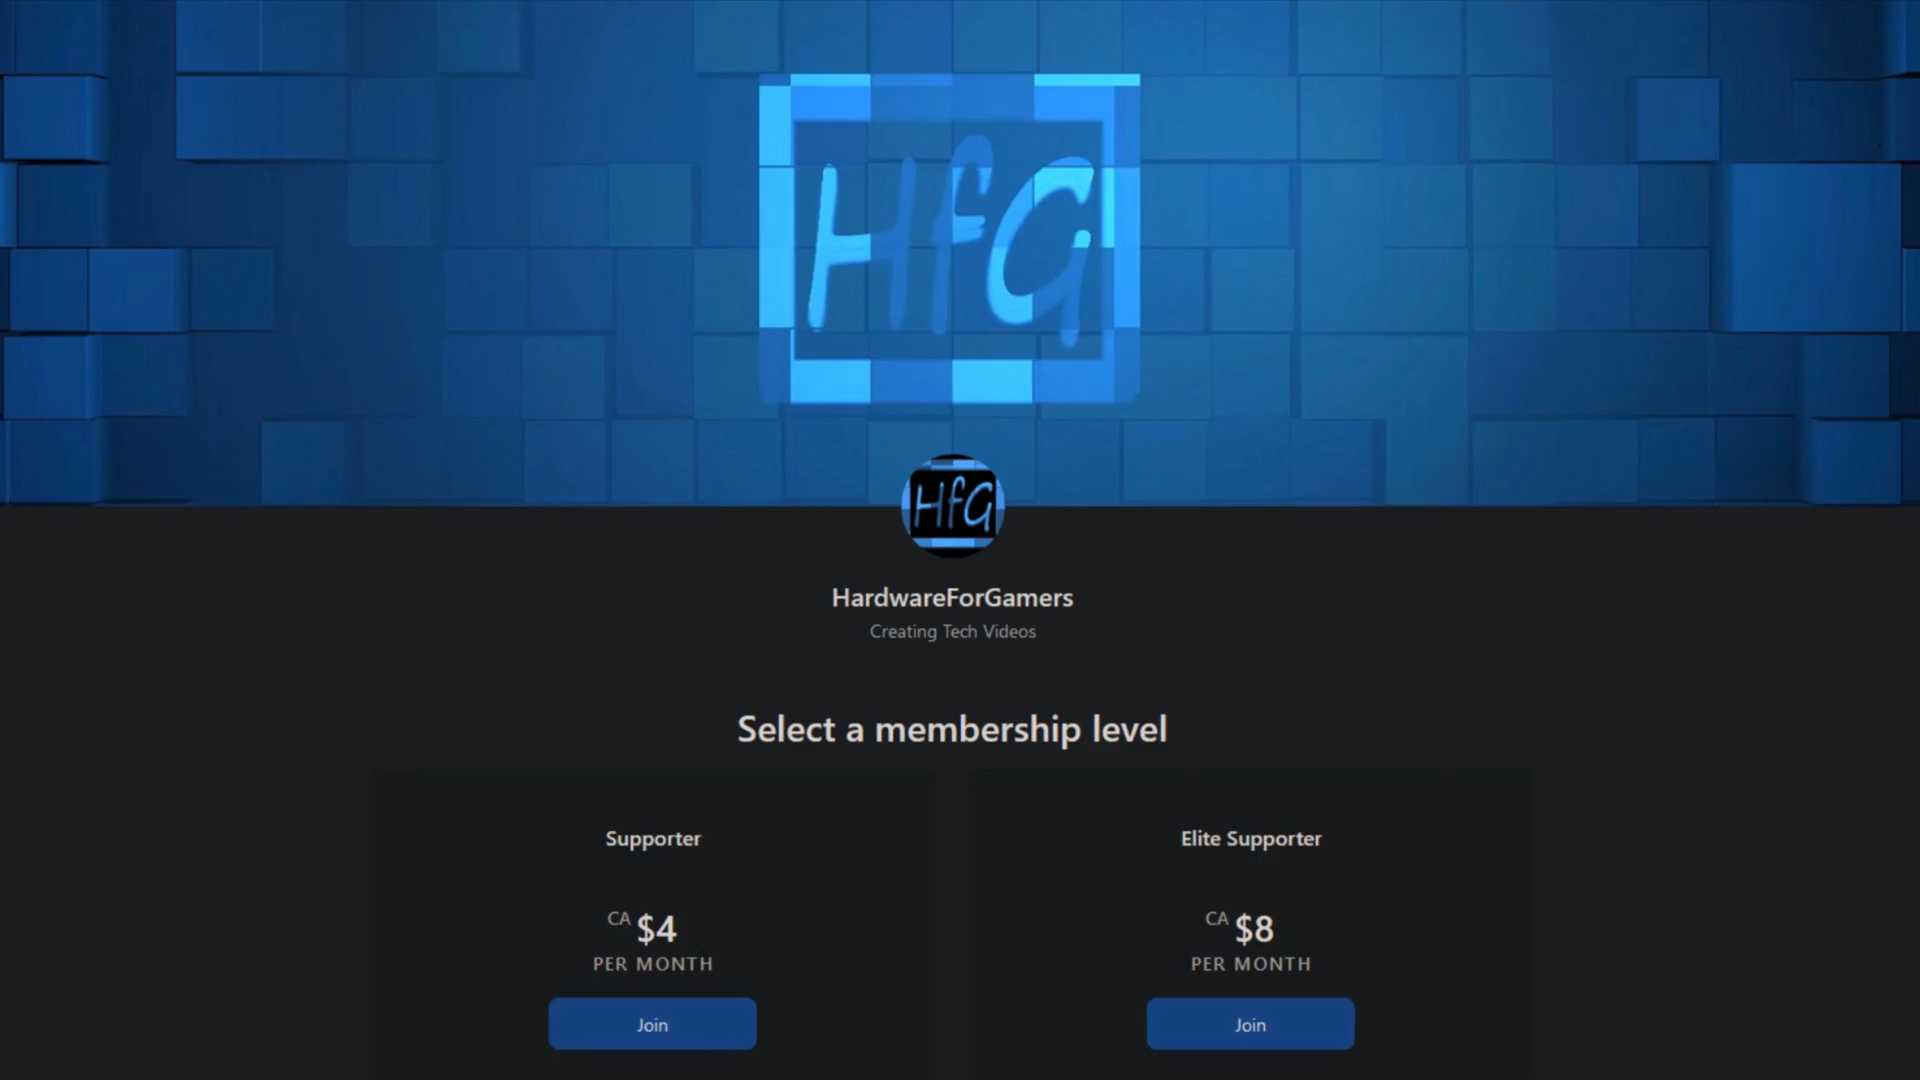 HfG
HfG
HardwareForGamers
Creating Tech Videos
Select a membership level
Supporter
CA $4
PER MONTH
Join
Elite Supporter
CA $8
PER MONTH
Join